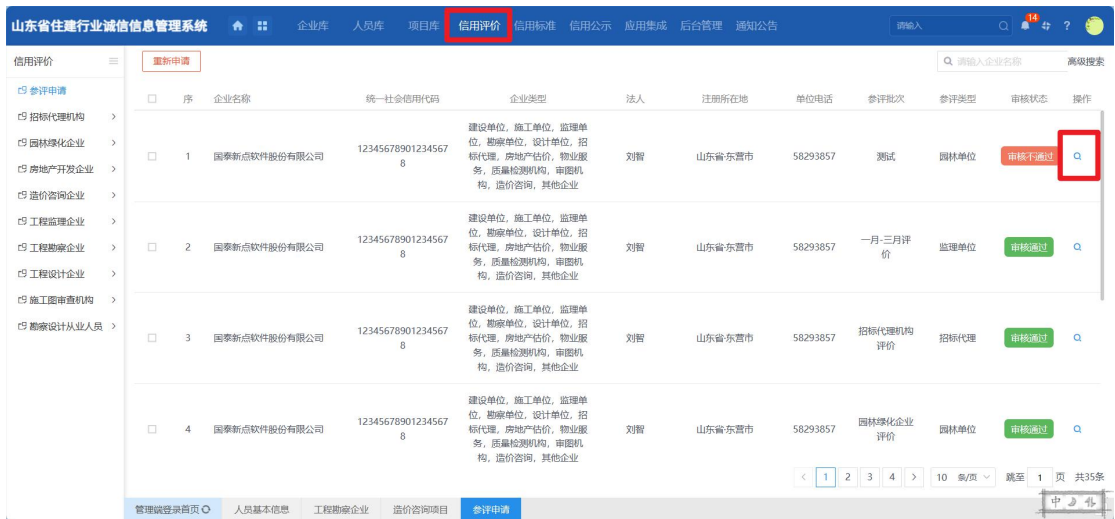 山东省住建行业诚信信息管理系统 企业库 人员库 项目库 信用评价 信用标准 信用公示 应用集成 后台管理 通知公告 请输入 14 ?
信用评价 重新申请 请输入企业名称 高级搜索
参评申请
招标代理机构
园林绿化企业
房地产开发企业
造价咨询企业
工程监理企业
工程勘察企业
工程设计企业
施工图审查机构
勘察设计从业人员
序 企业名称 统一社会信用代码 企业类型 法人 注册所在地 单位电话 参评批次 参评类型 审核状态 操作
建设单位，施工单位，监理单
位，勘察单位，设计单位，招
标代理，房地产估价，物业服
务，质量检测机构，审图机
构，造价咨询，其他企业
1 国泰新点软件股份有限公司 12345678901234567
8
刘智 山东省·东营市 58293857 测试 园林单位 审核不通过
建设单位，施工单位，监理单
位，勘察单位，设计单位，招
标代理，房地产估价，物业服
务，质量检测机构，审图机
构，造价咨询，其他企业
2 国泰新点软件股份有限公司 12345678901234567
8
刘智 山东省·东营市 58293857 一月-三月评
价
监理单位 审核通过
建设单位，施工单位，监理单
位，勘察单位，设计单位，招
标代理，房地产估价，物业服
务，质量检测机构，审图机
构，造价咨询，其他企业
3 国泰新点软件股份有限公司 12345678901234567
8
刘智 山东省·东营市 58293857 招标代理机构
评价
招标代理 审核通过
建设单位，施工单位，监理单
位，勘察单位，设计单位，招
标代理，房地产估价，物业服
务，质量检测机构，审图机
构，造价咨询，其他企业
4 国泰新点软件股份有限公司 12345678901234567
8
刘智 山东省·东营市 58293857 园林绿化企业
评价
园林单位 审核通过
< 1 2 3 4 > 10 条/页 跳至 1 页 共35条
管理端登录首页 人员基本信息 工程勘察企业 造价咨询项目 参评申请
中